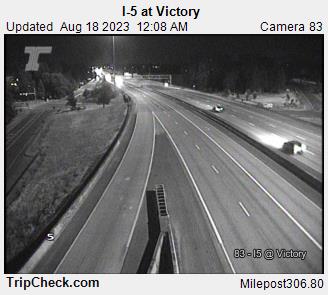 I-5 at Victory
Updated Aug 18 2023 12:08 AM Camera 83
T
S
83 - I5 @ Victory
TripCheck.com Milepost306.80